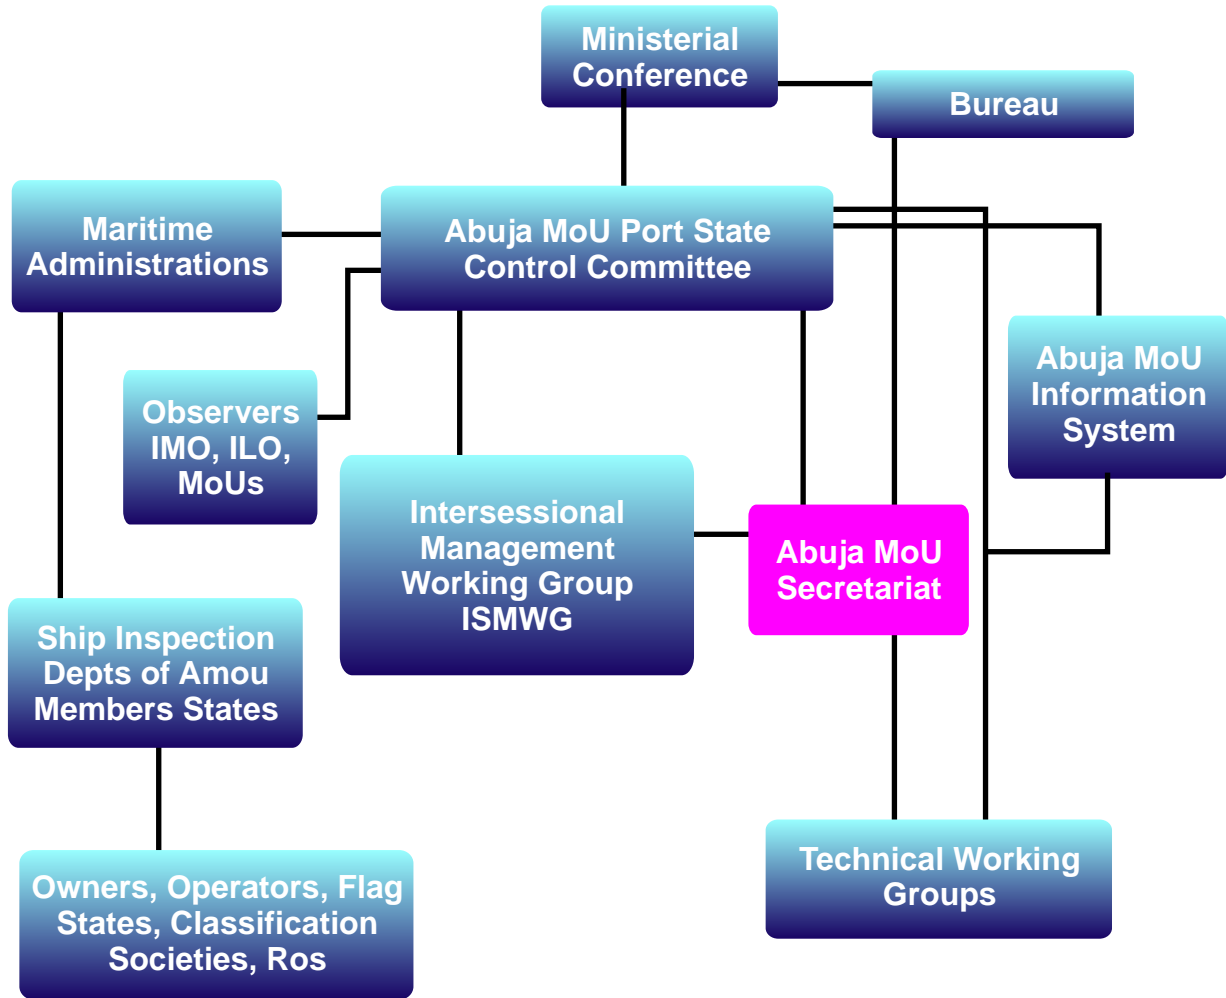 Ministerial
Conference
Bureau
Maritime
Administrations
Abuja MoU Port State
Control Committee
Abuja MoU
Information
System
Observers
IMO, ILO,
MoUs
Intersessional
Management
Working Group
ISMWG
Abuja MoU
Secretariat
Ship Inspection
Depts of Amou
Members States
Technical Working
Groups
Owners, Operators, Flag
States, Classification
Societies, Ros